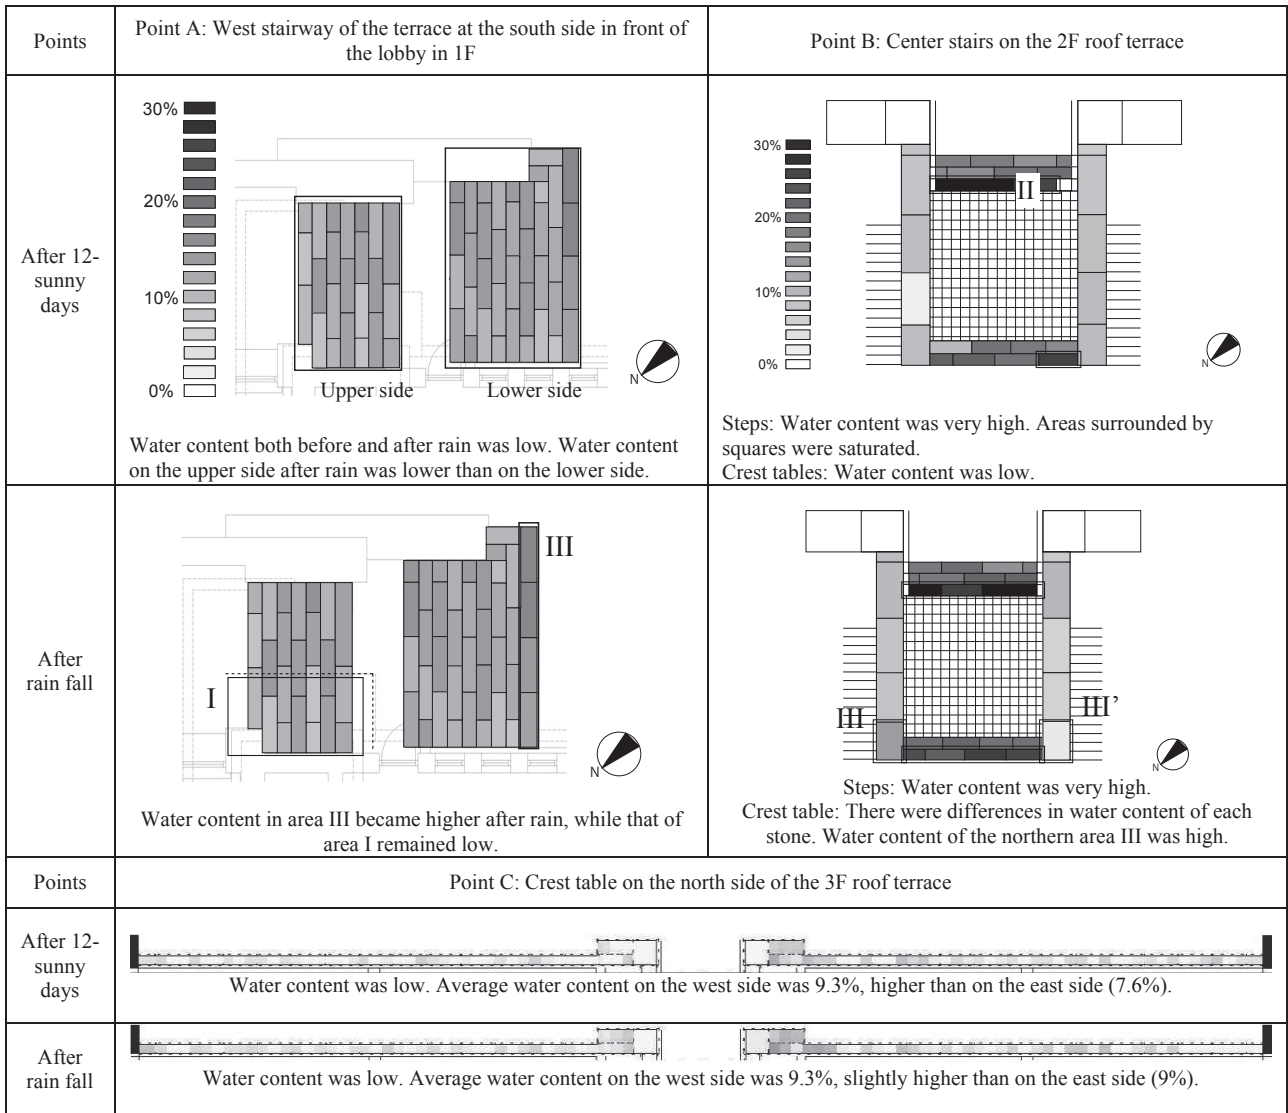 Points
Point A: West stairway of the terrace at the south side in front of
the lobby in 1F
Point B: Center stairs on the 2F roof terrace
After 12-
sunny
days
30%
20%
10%
0%
Upper side
Lower side
N
Water content both before and after rain was low. Water content
on the upper side after rain was lower than on the lower side.
30%
20%
10%
0%
II
N
Steps: Water content was very high. Areas surrounded by
squares were saturated.
Crest tables: Water content was low.
After
rain fall
I
III
N
Water content in area III became higher after rain, while that of
area I remained low.
III
III’
N
Steps: Water content was very high.
Crest table: There were differences in water content of each
stone. Water content of the northern area III was high.
Points
Point C: Crest table on the north side of the 3F roof terrace
After 12-
sunny
days
Water content was low. Average water content on the west side was 9.3%, higher than on the east side (7.6%).
After
rain fall
Water content was low. Average water content on the west side was 9.3%, slightly higher than on the east side (9%).